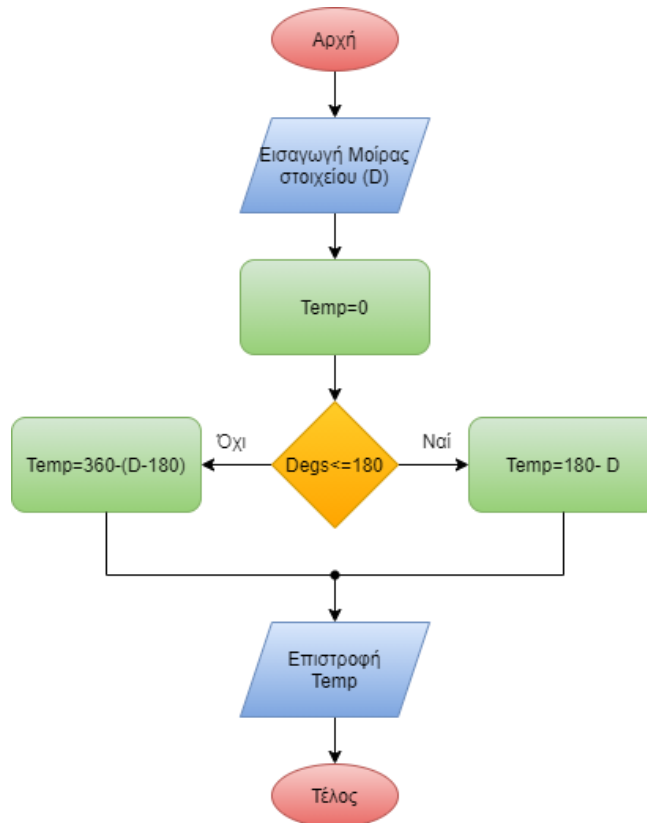 Αρχή
Εισαγωγή Μοίρας
στοιχείου (D)
Temp=0
Όχι
Ναί
Temp=360-(D-180)
Degs<=180
Temp=180- D
Επιστροφή
Temp
Τέλος